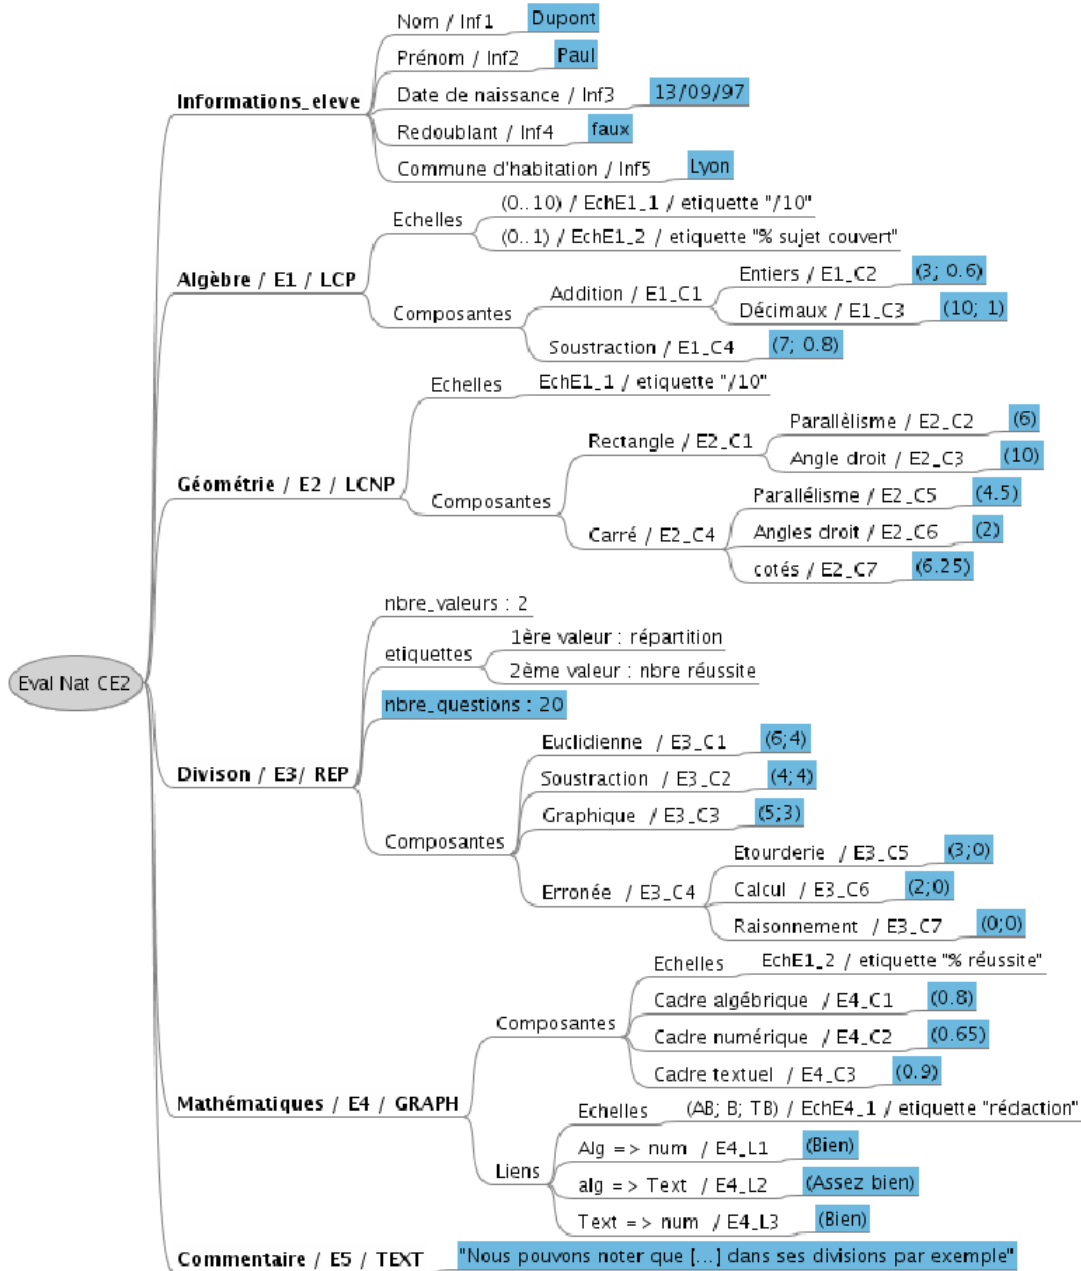 Nom / Inf1 Dupont
Prénom / Inf2 Paul
Date de naissance / Inf3 13/09/97
Informations_eleve
Redoublant / Inf4 faux
Commune d'habitation / Inf5 Lyon
(0..10) / EchE1_1 / etiquette "/10"
Echelles
(0..1) / EchE1_2 / etiquette "% sujet couvert"
Algèbre / E1 / LCP
Entiers / E1_C2 (3; 0.6)
Addition / E1_C1
Décimaux / E1_C3 (10; 1)
Composantes
Soustraction / E1_C4 (7; 0.8)
Echelles EchE1_1 / etiquette "/10"
Parallèlisme / E2_C2 (6)
Rectangle / E2_C1
Angle droit / E2_C3 (10)
Géométrie / E2 / LCNP
Composantes
Parallélisme / E2_C5 (4.5)
Carré / E2_C4
Angles droit / E2_C6 (2)
cotés / E2_C7 (6.25)
nbre_valeurs : 2
1ère valeur : répartition
etiquettes
2ème valeur : nbre réussite
Eval Nat CE2
nbre_questions : 20
Euclidienne / E3_C1 (6;4)
Divison / E3/ REP
Soustraction / E3_C2 (4;4)
Graphique / E3_C3 (5;3)
Composantes
Etourderie / E3_C5 (3;0)
Erronée / E3_C4
Calcul / E3_C6 (2;0)
Raisonnement / E3_C7 (0;0)
Echelles EchE1_2 / etiquette "% réussite"
Cadre algébrique / E4_C1 (0.8)
Composantes
Cadre numérique / E4_C2 (0.65)
Cadre textuel / E4_C3 (0.9)
Mathématiques / E4 / GRAPH
Echelles (AB; B; TB) / EchE4_1 / etiquette "rédaction"
Alg => num / E4_L1 (Bien)
Liens
alg => Text / E4_L2 (Assez bien)
Text => num / E4_L3 (Bien)
Commentaire / E5 / TEXT "Nous pouvons noter que [...] dans ses divisions par exemple"